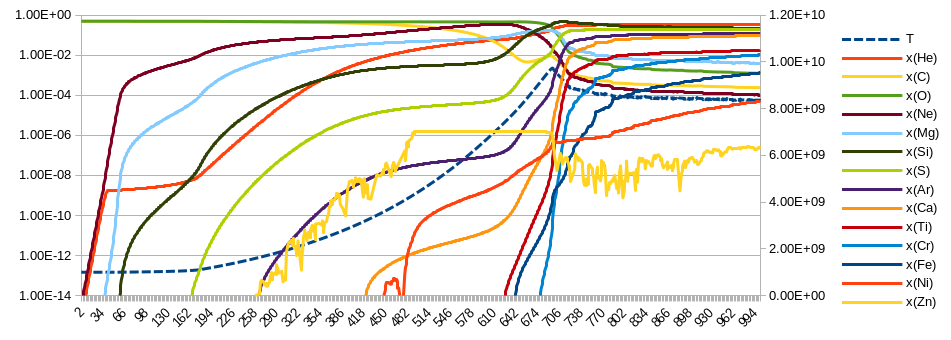 1.00E+00
1.00E-02
1.00E-04
1.00E-06
1.00E-08
1.00E-10
1.00E-12
1.00E-14
1.20E+10
1.00E+10
8.00E+09
6.00E+09
4.00E+09
2.00E+09
0.00E+00
2 34 66 98 130 162 194 226 258 290 322 354 386 418 450 482 514 546 578 610 642 674 706 738 770 802 834 866 898 930 962 994
T
x(He)
x(C)
x(O)
x(Ne)
x(Mg)
x(Si)
x(S)
x(Ar)
x(Ca)
x(Ti)
x(Cr)
x(Fe)
x(Ni)
x(Zn)